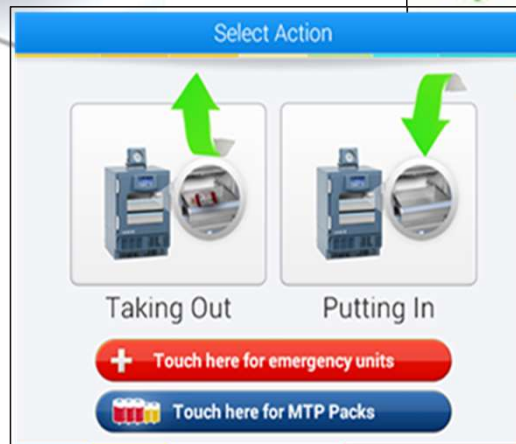 Select Action
Taking Out
Putting In
Touch here for emergency units
Touch here for MTP Packs